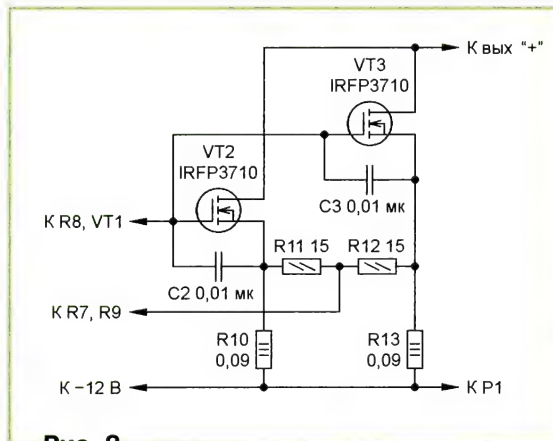 К вых "+"
VT3
IRFP3710
VT2
IRFP3710
C3 0,01 мк
К R8, VT1
R11 15 R12 15
C2 0,01 мк
К R7, R9
R10
0,09
R13
0,09
К −12 В
К P1